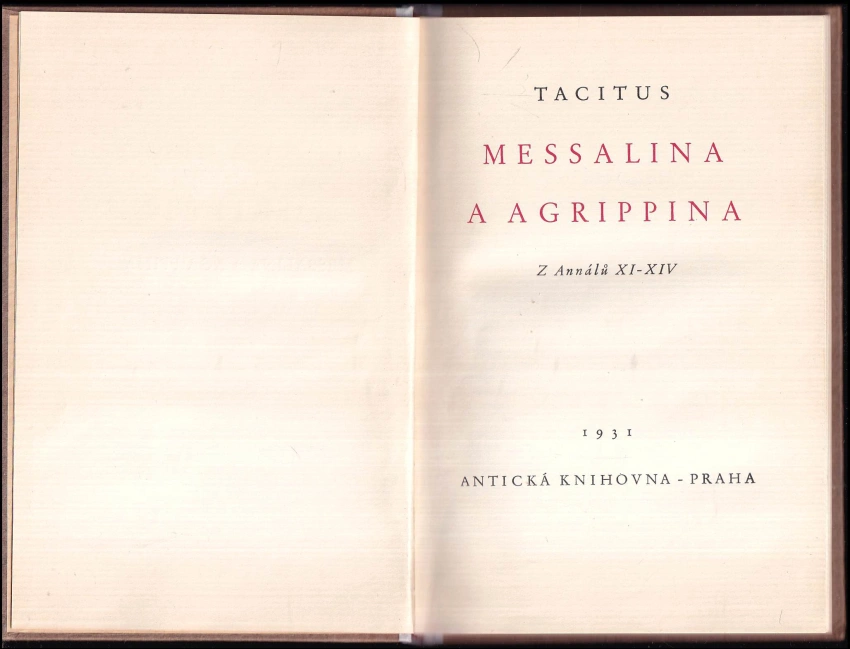 TACITUS
MESSALINA
A AGRIPPINA
Z Annálů XI-XIV
1931
ANTICKÁ KNIHOVNA - PRAHA